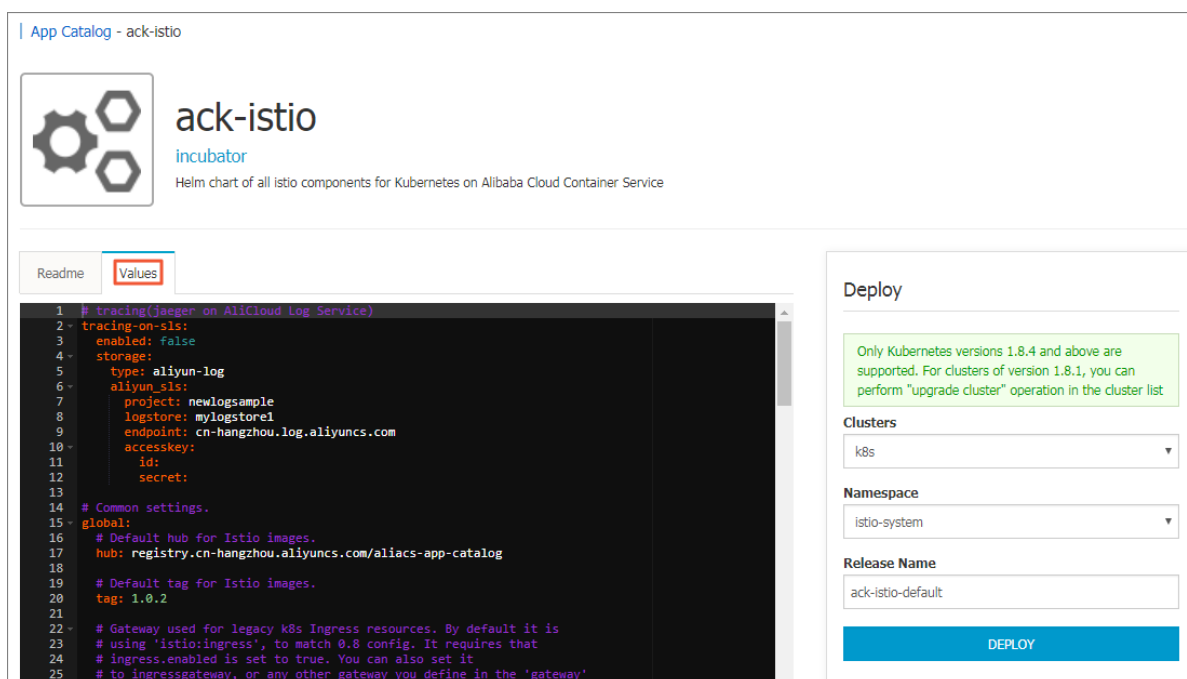 App Catalog - ack-istio
ack-istio
incubator
Helm chart of all istio components for Kubernetes on Alibaba Cloud Container Service
Readme
Values
1 # tracing(jaeger on AliCloud Log Service)
2 tracing-on-sls:
3 enabled: false
4 storage:
5 type: aliyun-log
6 aliyun_sls:
7 project: newlogsample
8 logstore: mylogstore1
9 endpoint: cn-hangzhou.log.aliyuncs.com
10 accesskey:
11 id:
12 secret:
13
14 # Common settings.
15 global:
16 # Default hub for Istio images.
17 hub: registry.cn-hangzhou.aliyuncs.com/aliacs-app-catalog
18
19 # Default tag for Istio images.
20 tag: 1.0.2
21
22 # Gateway used for legacy k8s Ingress resources. By default it is
23 # using 'istio:ingress', to match 0.8 config. It requires that
24 # ingress.enabled is set to true. You can also set it
25 # to ingressgateway, or any other gateway you define in the 'gateway'
Deploy
Only Kubernetes versions 1.8.4 and above are
supported. For clusters of version 1.8.1, you can
perform "upgrade cluster" operation in the cluster list
Clusters
k8s
Namespace
istio-system
Release Name
ack-istio-default
DEPLOY